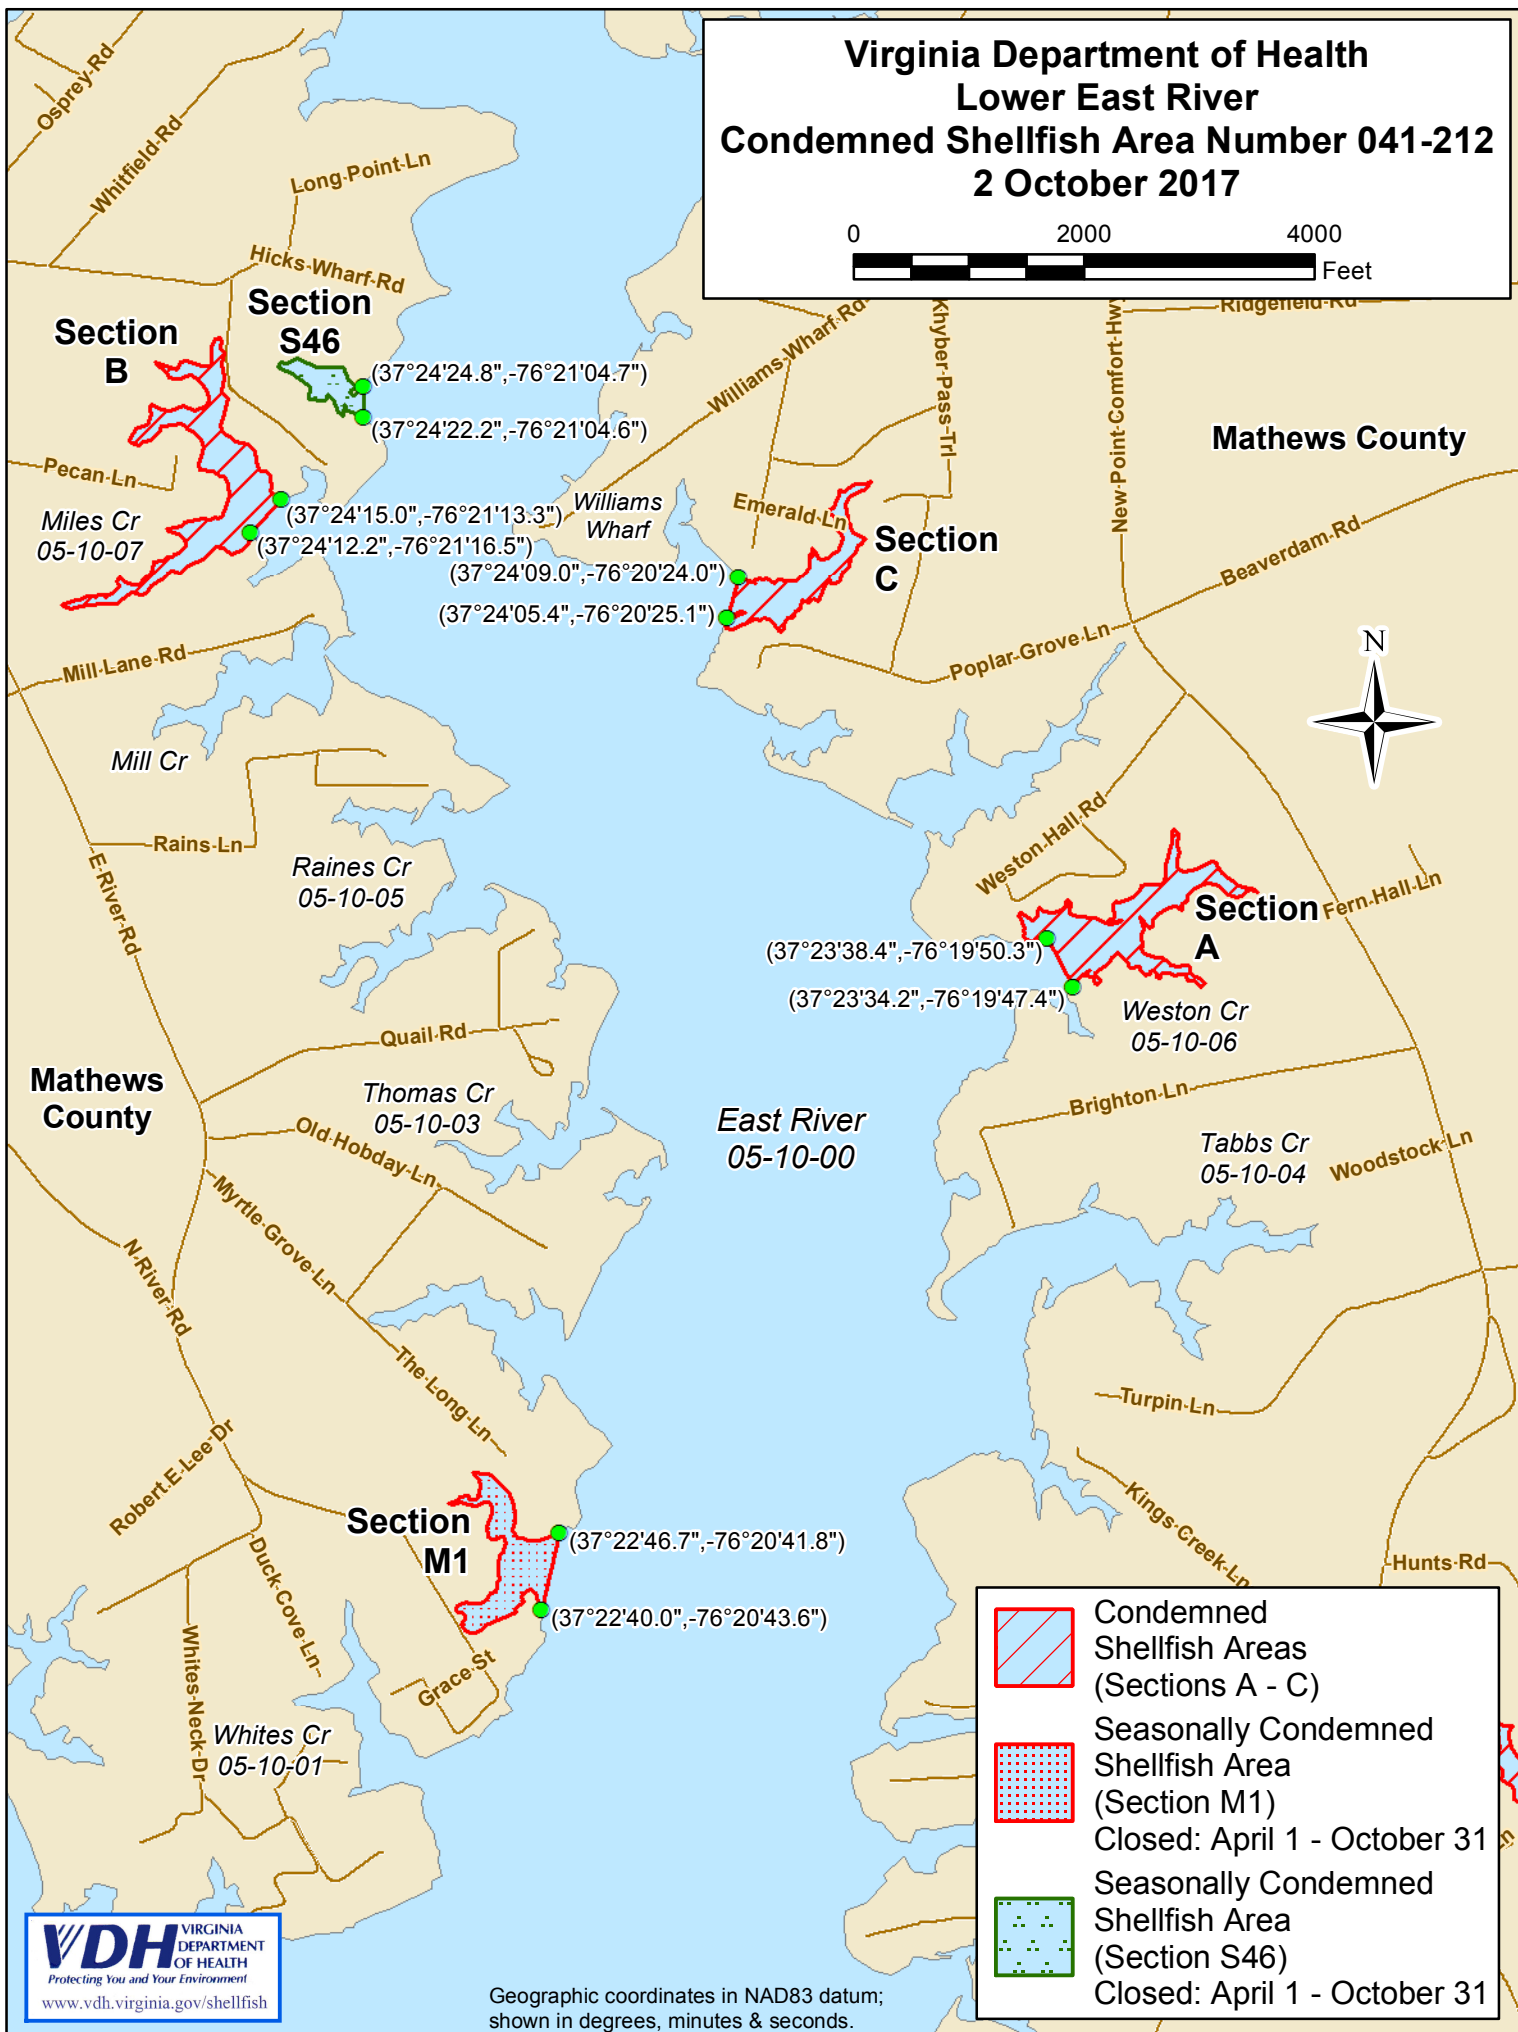 Virginia Department of Health
Lower East River
Condemned Shellfish Area Number 041-212
2 October 2017
0 2000 4000
Feet
Osprey Rd
Whitfield Rd
Long Point Ln
Hicks Wharf Rd
Section
S46
Section
B
(37°24'24.8",-76°21'04.7")
(37°24'22.2",-76°21'04.6")
Williams Wharf Rd
Khyber Pass Trl
New Point Comfort Hwy
Ridgefield Rd
Mathews County
Pecan Ln
Miles Cr
05-10-07
(37°24'15.0",-76°21'13.3")
(37°24'12.2",-76°21'16.5")
Williams
Wharf
Emerald Ln
Section
C
(37°24'09.0",-76°20'24.0")
(37°24'05.4",-76°20'25.1")
Beaverdam Rd
Poplar Grove Ln
N
Mill Lane Rd
Mill Cr
Rains Ln
E River Rd
Raines Cr
05-10-05
Weston Hall Rd
Fern Hall Ln
Section
A
(37°23'38.4",-76°19'50.3")
(37°23'34.2",-76°19'47.4")
Weston Cr
05-10-06
Quail Rd
Mathews
County
Thomas Cr
05-10-03
Old Hobday Ln
East River
05-10-00
Brighton Ln
Tabbs Cr
05-10-04
Woodstock Ln
Myrtle Grove Ln
N River Rd
The Long Ln
Turpin Ln
Robert E Lee Dr
Section
M1
(37°22'46.7",-76°20'41.8")
(37°22'40.0",-76°20'43.6")
Kings Creek Ln
Hunts Rd
Duck Cove Ln
Whites Neck Dr
Grace St
Whites Cr
05-10-01
Condemned
Shellfish Areas
(Sections A - C)
Seasonally Condemned
Shellfish Area
(Section M1)
Closed: April 1 - October 31
Seasonally Condemned
Shellfish Area
(Section S46)
Closed: April 1 - October 31
VDH VIRGINIA
DEPARTMENT
OF HEALTH
Protecting You and Your Environment
www.vdh.virginia.gov/shellfish
Geographic coordinates in NAD83 datum;
shown in degrees, minutes & seconds.